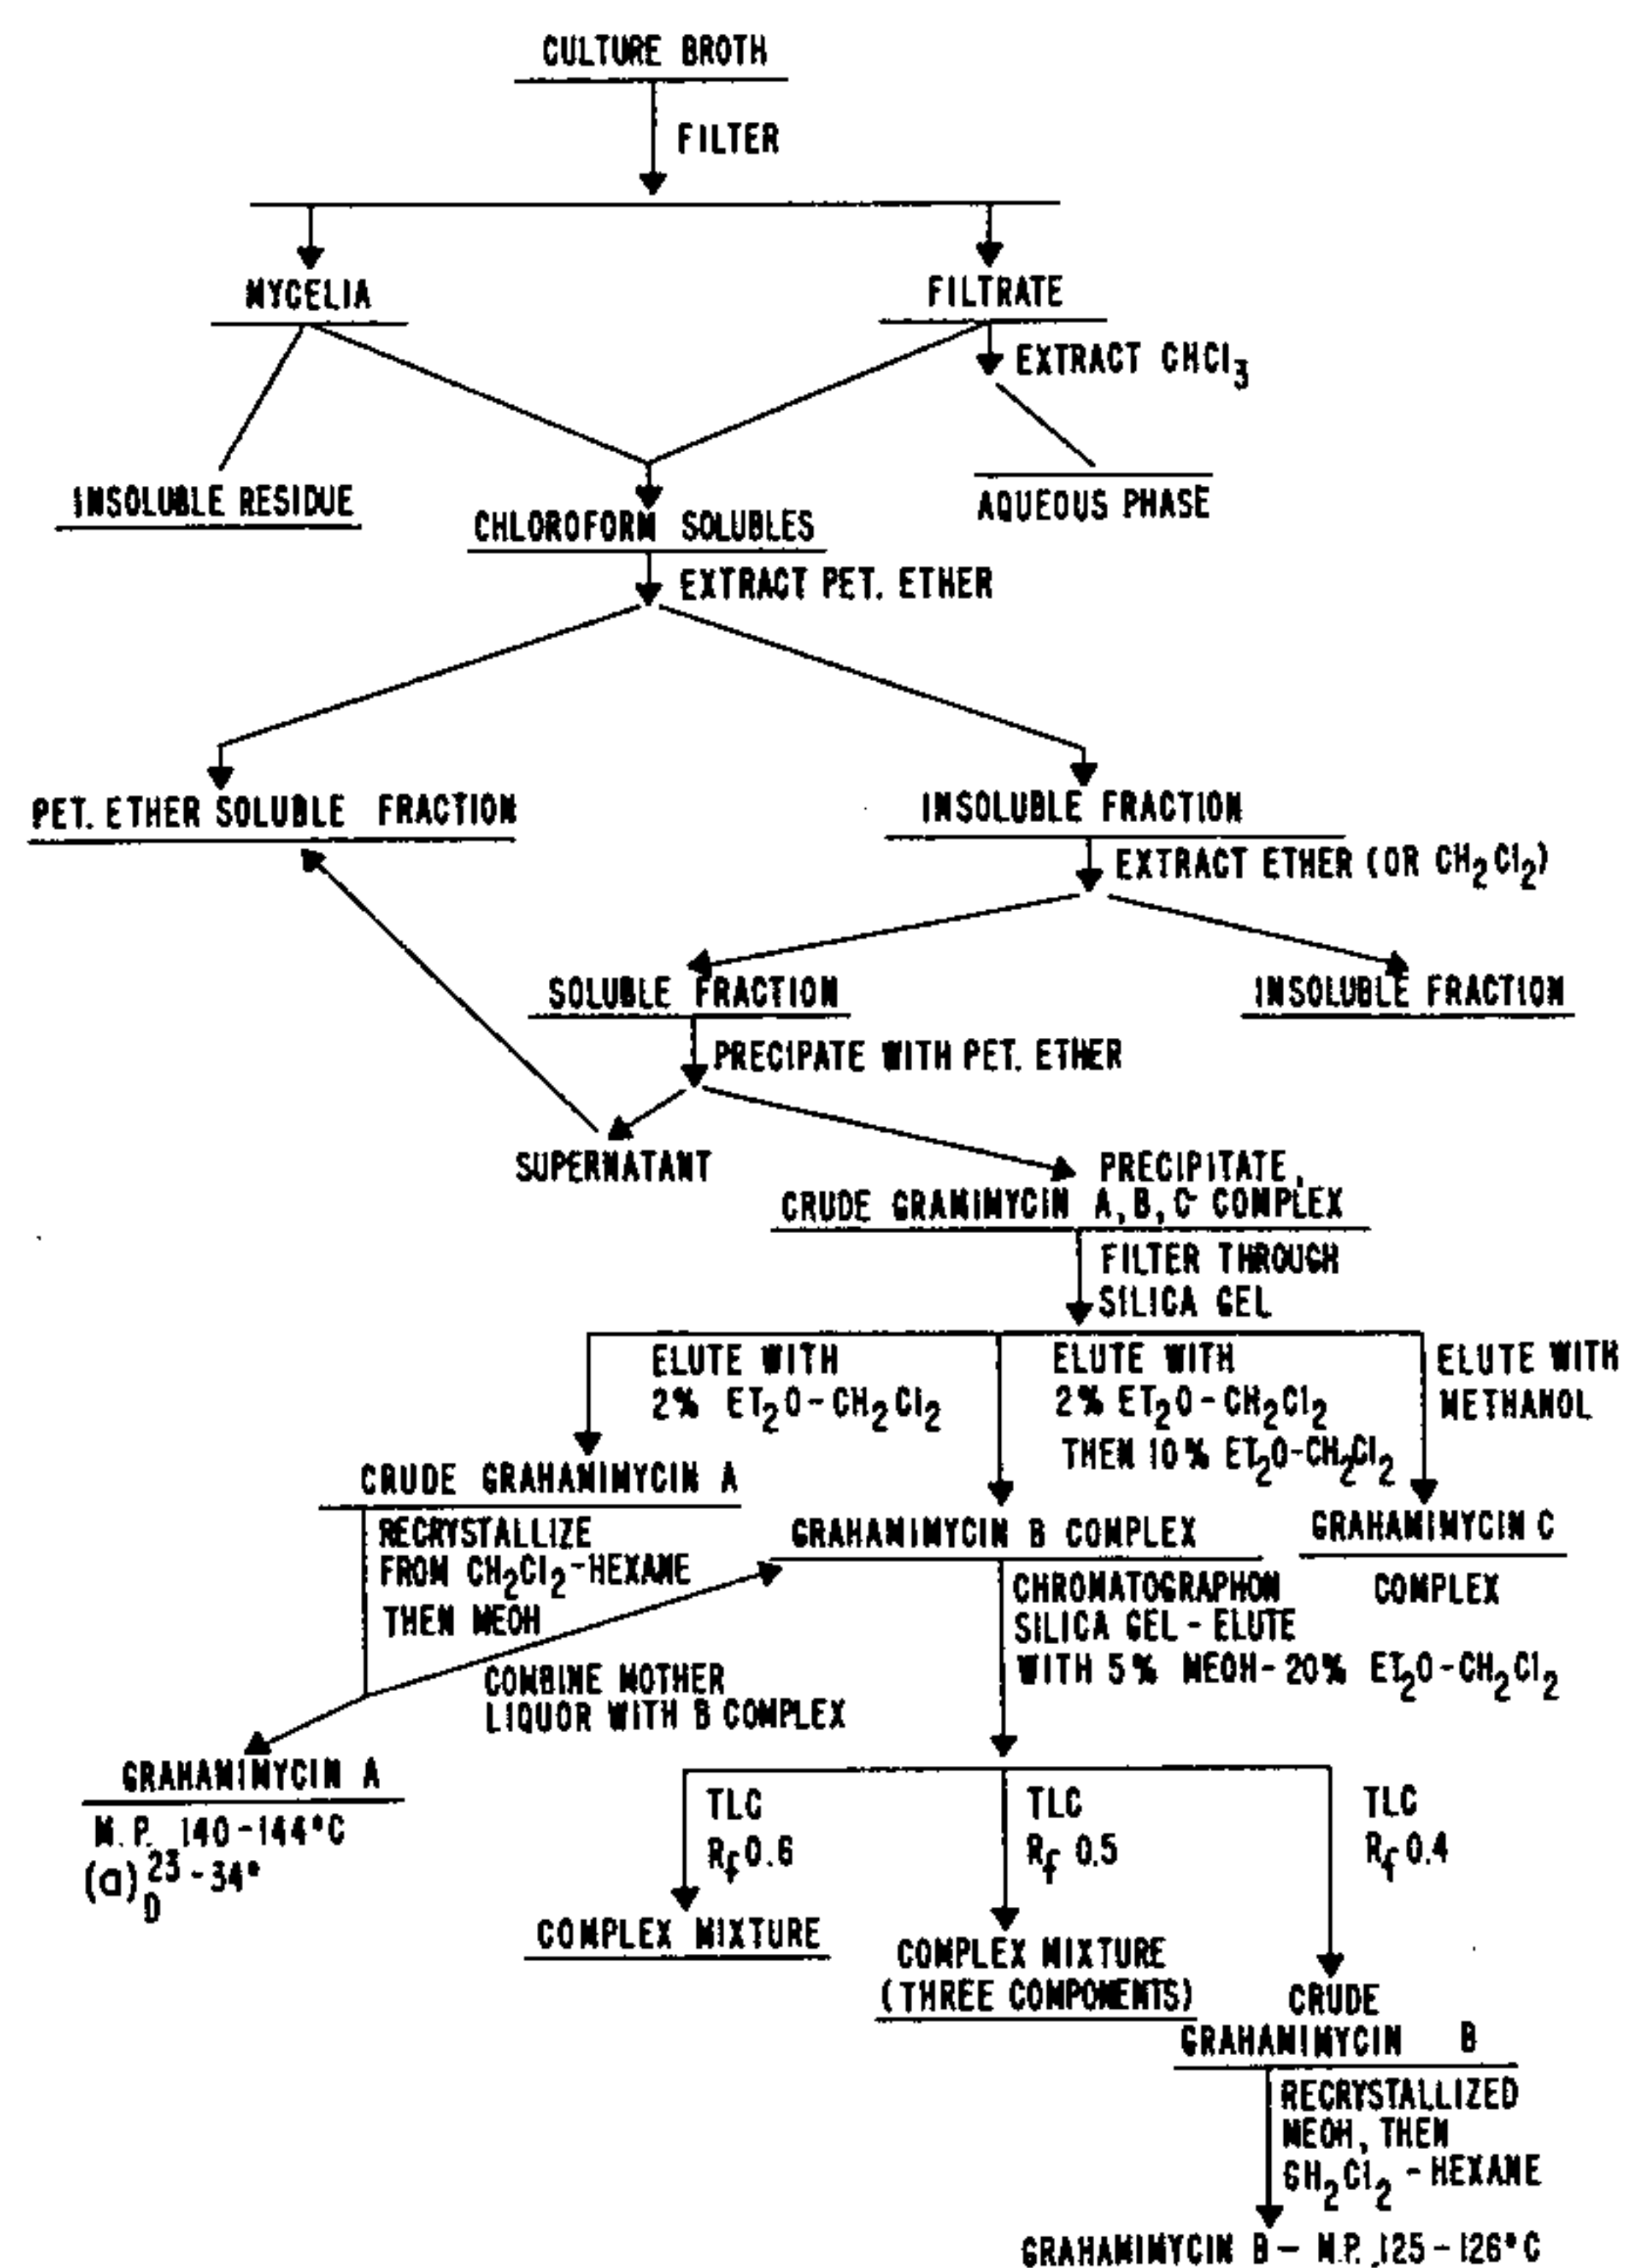 CULTURE BROTH
FILTER
MYCELIA
FILTRATE
EXTRACT CHCl3
INSOLUBLE RESIDUE
AQUEOUS PHASE
CHLOROFORM SOLUBLES
EXTRACT PET. ETHER
PET. ETHER SOLUBLE FRACTION
INSOLUBLE FRACTION
EXTRACT ETHER (OR CH2Cl2)
SOLUBLE FRACTION
INSOLUBLE FRACTION
PRECIPATE WITH PET. ETHER
SUPERNATANT
PRECIPITATE,
CRUDE GRAMIMYCIN A, B, C COMPLEX
FILTER THROUGH
SILICA GEL
ELUTE WITH
2% ET2O-CH2Cl2
ELUTE WITH
2% ET2O-CH2Cl2
THEN 10% ET2O-CH2Cl2
ELUTE WITH
METHANOL
CRUDE GRAHAMIMYCIN A
RECRYSTALLIZE
FROM CH2Cl2-HEXANE
THEN MEOH
GRAHAMIMYCIN B COMPLEX
GRAHAMIMYCIN C
COMPLEX
CHROMATOGRAPHON
SILICA GEL - ELUTE
WITH 5% MEOH-20% ET2O-CH2Cl2
COMBINE MOTHER
LIQUOR WITH B COMPLEX
GRAHAMIMYCIN A
M.P. 140-144°C
(a)D23-34°
TLC
Rf 0.6
TLC
Rf 0.5
TLC
Rf 0.4
COMPLEX MIXTURE
COMPLEX MIXTURE
(THREE COMPONENTS)
CRUDE
GRAHAMIMYCIN B
RECRYSTALLIZED
MEOH, THEN
CH2Cl2 - HEXANE
GRAHAMIMYCIN B - M.P. 125-126°C